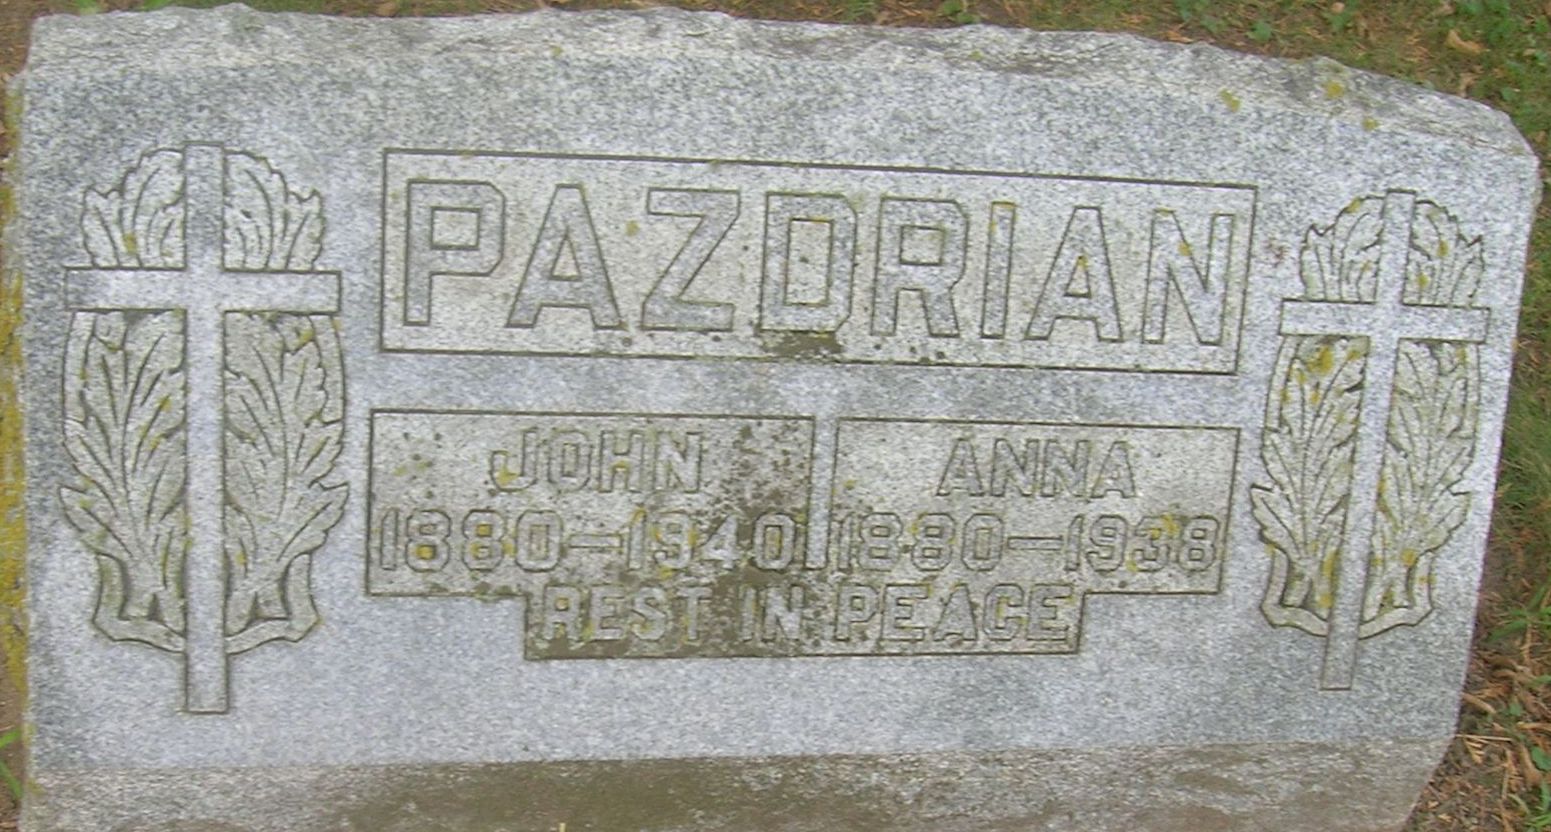 PAZDRIAN
JOHN ANNA
1880-1940 1880-1938
REST IN PEACE